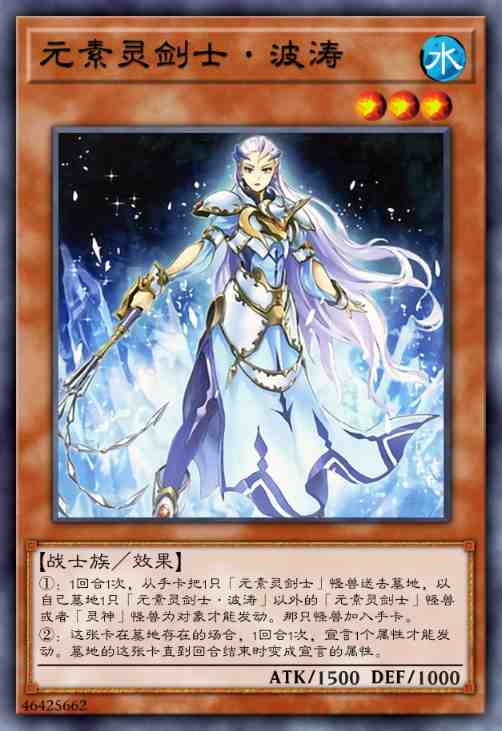 元素灵剑士·波涛
水
【战士族／效果】
①：1回合1次，从手卡把1只「元素灵剑士」怪兽送去墓地，以
自己墓地1只「元素灵剑士·波涛」以外的「元素灵剑士」怪兽
或者「灵神」怪兽为对象才能发动。那只怪兽加入手卡。
②：这张卡在墓地存在的场合，1回合1次，宣言1个属性才能发
动。墓地的这张卡直到回合结束时变成宣言的属性。
ATK/1500 DEF/1000
46425662